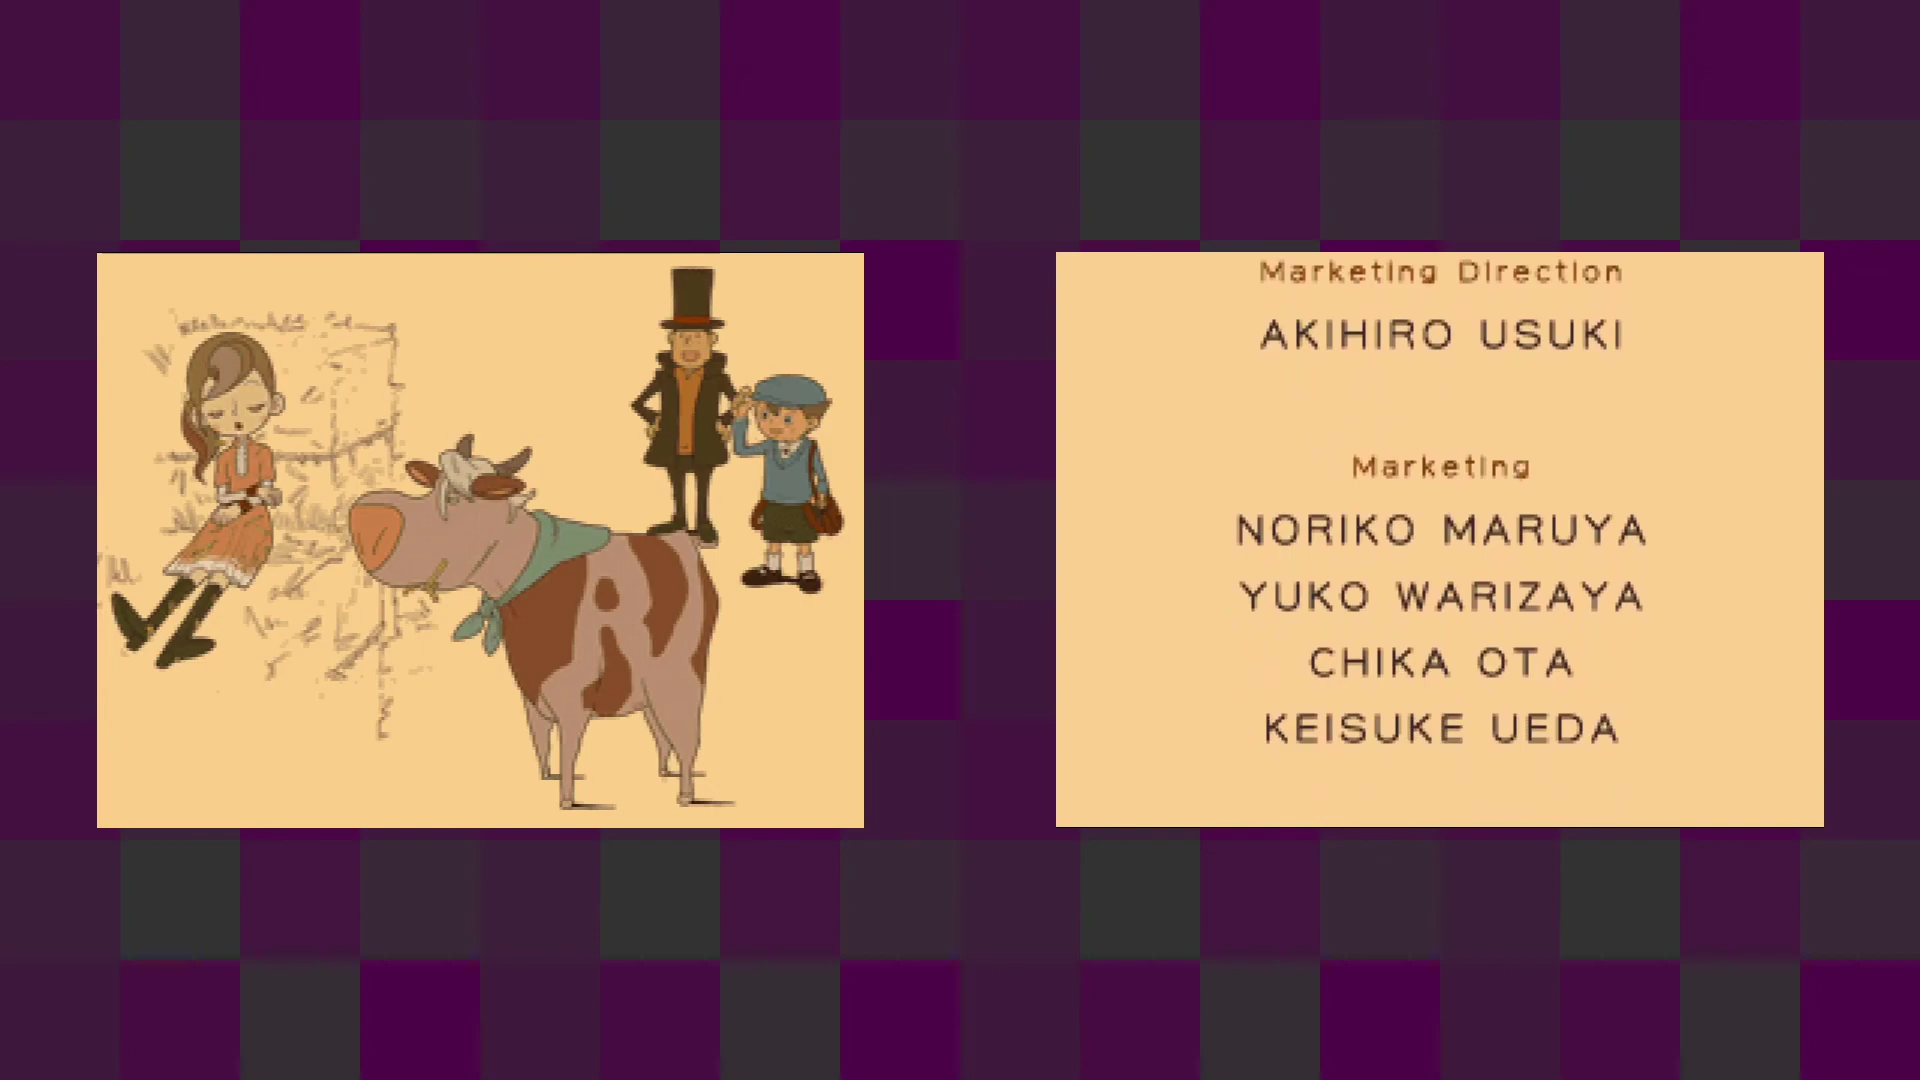 Marketing Direction
AKIHIRO USUKI
Marketing
NORIKO MARUYA
YUKO WARIZAYA
CHIKA OTA
KEISUKE UEDA